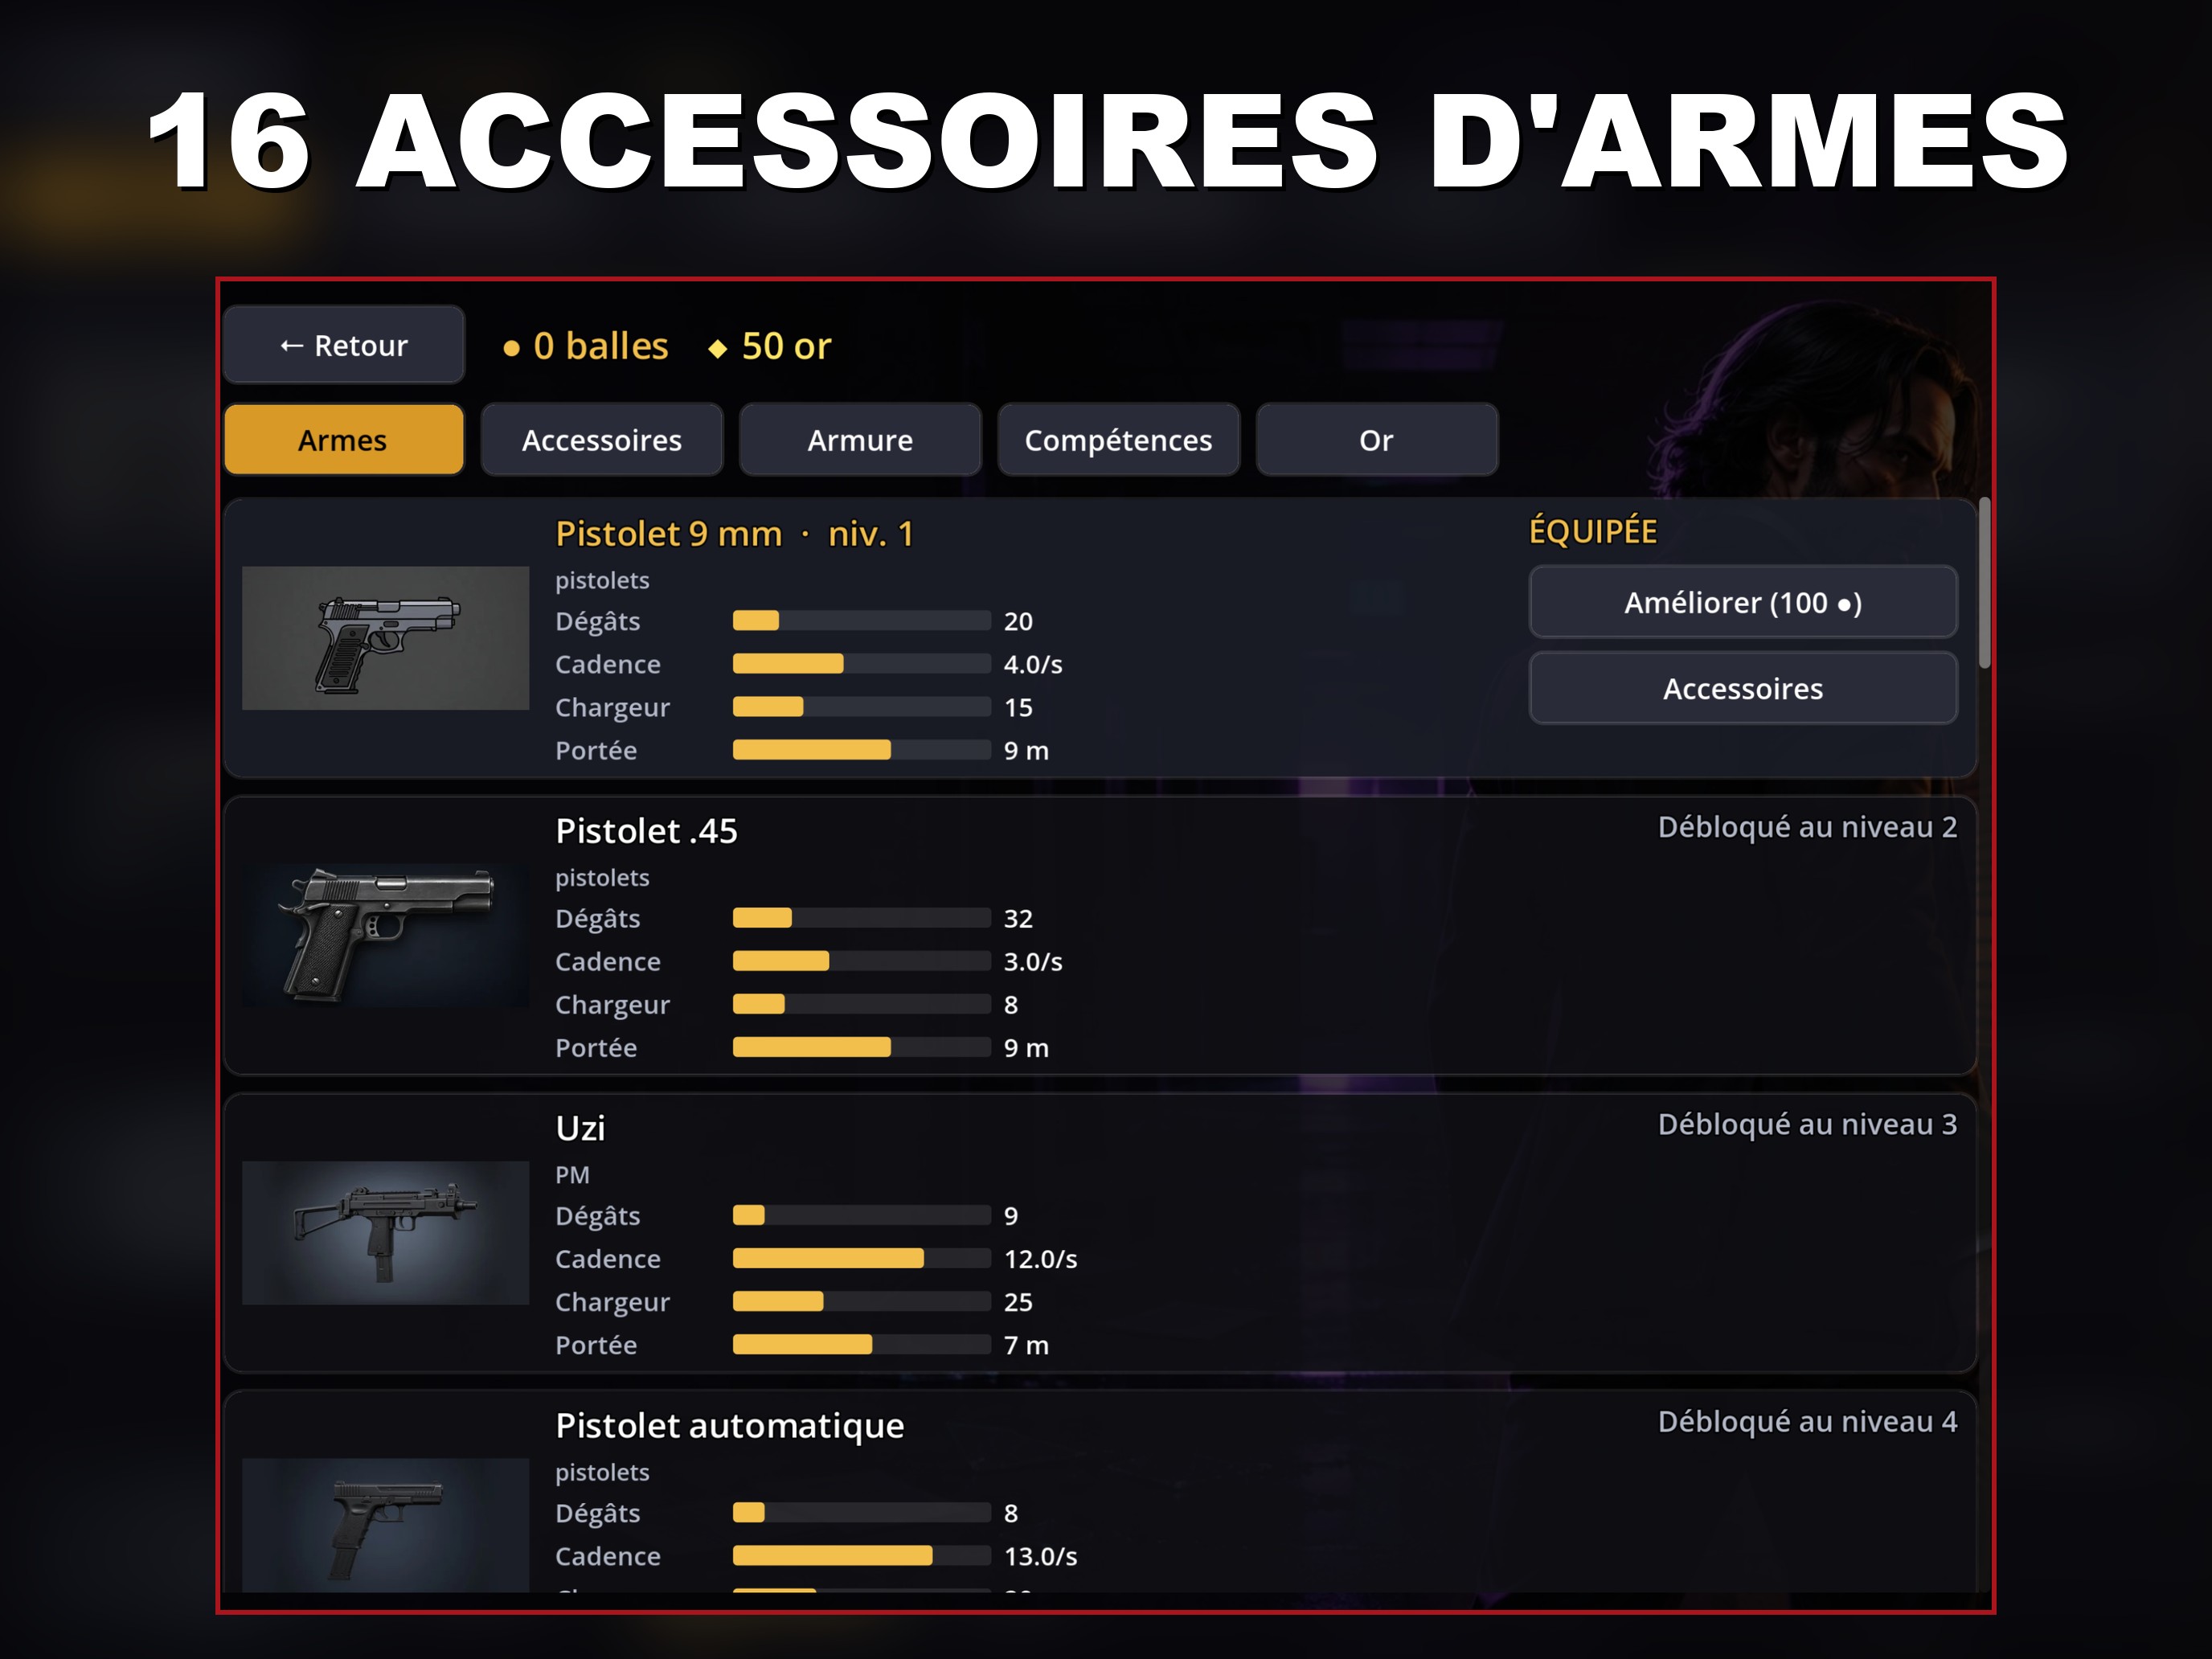 16 ACCESSOIRES D'ARMES
← Retour ● 0 balles ◆ 50 or
Armes Accessoires Armure Compétences Or
Pistolet 9 mm · niv. 1 ÉQUIPÉE
pistolets
Améliorer (100 ●)
Dégâts 20
Cadence 4.0/s
Accessoires
Chargeur 15
Portée 9 m
Pistolet .45 Débloqué au niveau 2
pistolets
Dégâts 32
Cadence 3.0/s
Chargeur 8
Portée 9 m
Uzi Débloqué au niveau 3
PM
Dégâts 9
Cadence 12.0/s
Chargeur 25
Portée 7 m
Pistolet automatique Débloqué au niveau 4
pistolets
Dégâts 8
Cadence 13.0/s